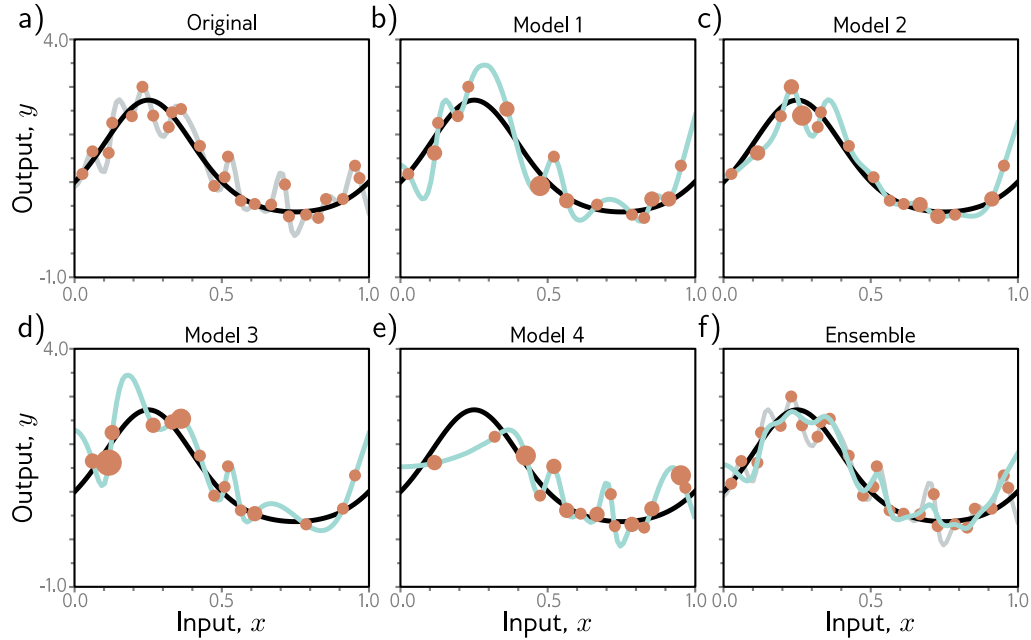 a) Original
b) Model 1
c) Model 2
4.0
Output, y
-1.0
0.0 0.5 1.0
0.0 0.5 1.0
0.0 0.5 1.0
d) Model 3
e) Model 4
f) Ensemble
4.0
Output, y
-1.0
0.0 0.5 1.0
0.0 0.5 1.0
0.0 0.5 1.0
Input, x
Input, x
Input, x